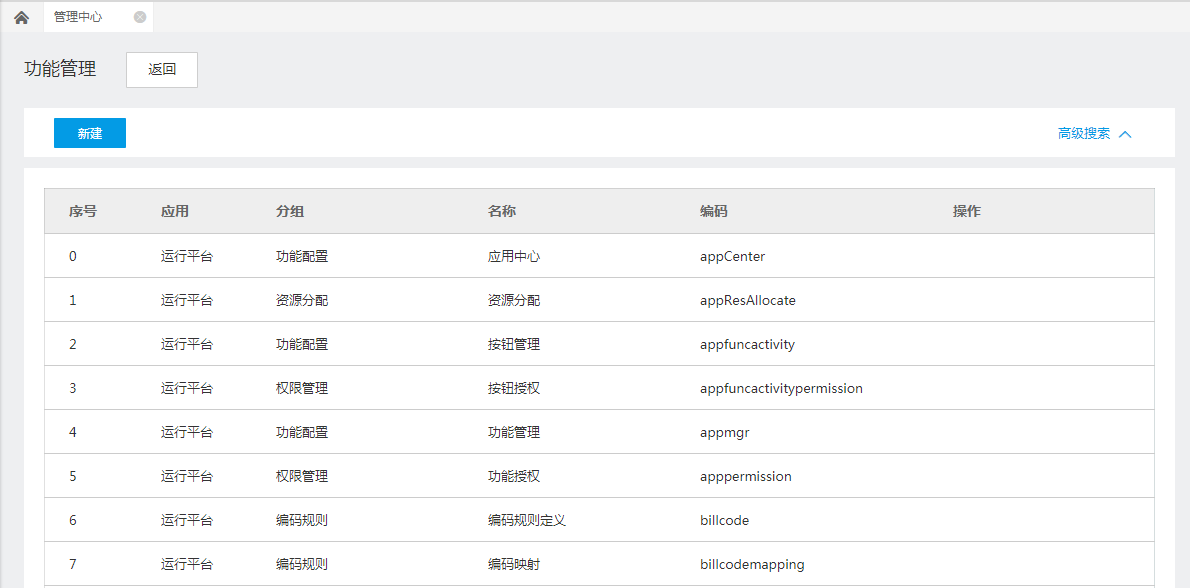 管理中心
功能管理 返回
新建 高级搜索
序号 应用 分组 名称 编码 操作
0 运行平台 功能配置 应用中心 appCenter
1 运行平台 资源分配 资源分配 appResAllocate
2 运行平台 功能配置 按钮管理 appfuncactivity
3 运行平台 权限管理 按钮授权 appfuncactivitypermission
4 运行平台 功能配置 功能管理 appmgr
5 运行平台 权限管理 功能授权 apppermission
6 运行平台 编码规则 编码规则定义 billcode
7 运行平台 编码规则 编码映射 billcodemapping